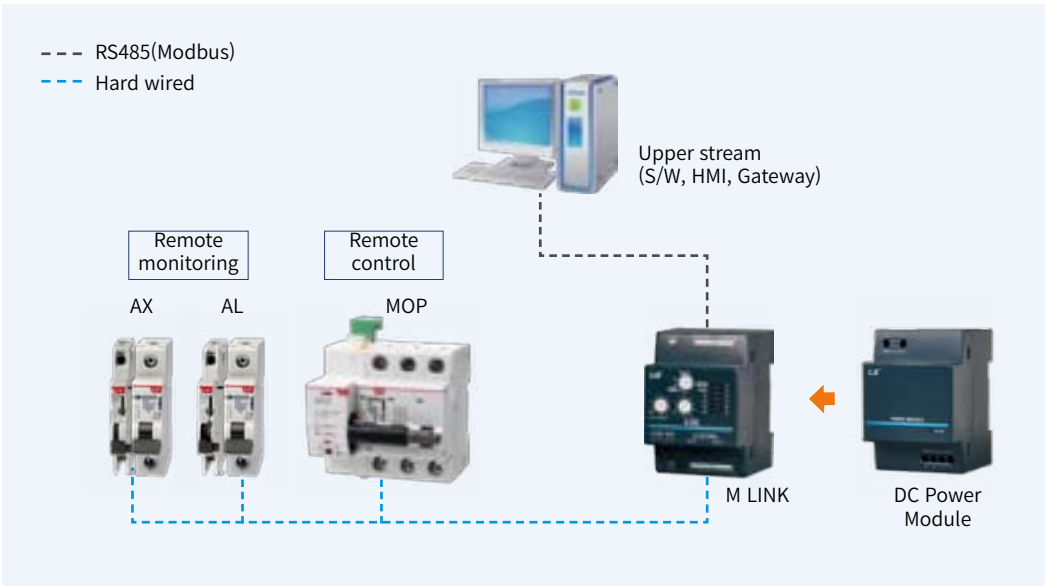 RS485(Modbus)
Hard wired
Upper stream
(S/W, HMI, Gateway)
Remote
monitoring
Remote
control
AX
AL
MOP
M LINK
DC Power
Module